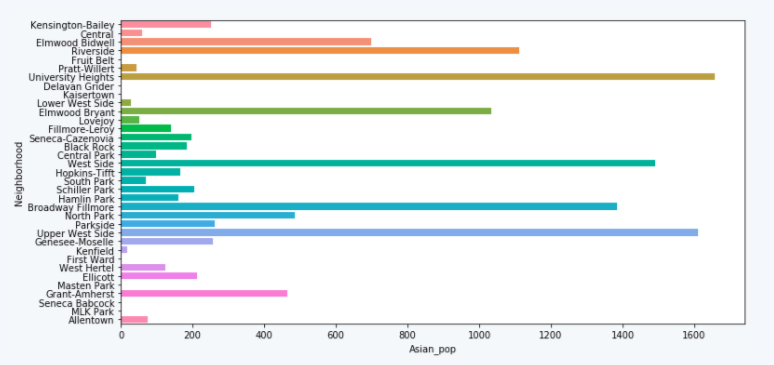 Kensington-Bailey
Central
Elmwood Bidwell
Riverside
Fruit Belt
Pratt-Willert
University Heights
Delavan Grider
Kaisertown
Lower West Side
Elmwood Bryant
Lovejoy
Fillmore-Leroy
Seneca-Cazenovia
Black Rock
Central Park
West Side
Hopkins-Tifft
South Park
Schiller Park
Hamlin Park
Broadway Fillmore
North Park
Parkside
Upper West Side
Genesee-Moselle
Kenfield
First Ward
West Hertel
Ellicott
Masten Park
Grant-Amherst
Seneca Babcock
MLK Park
Allentown
Neighborhood
0 200 400 600 800 1000 1200 1400 1600
Asian_pop